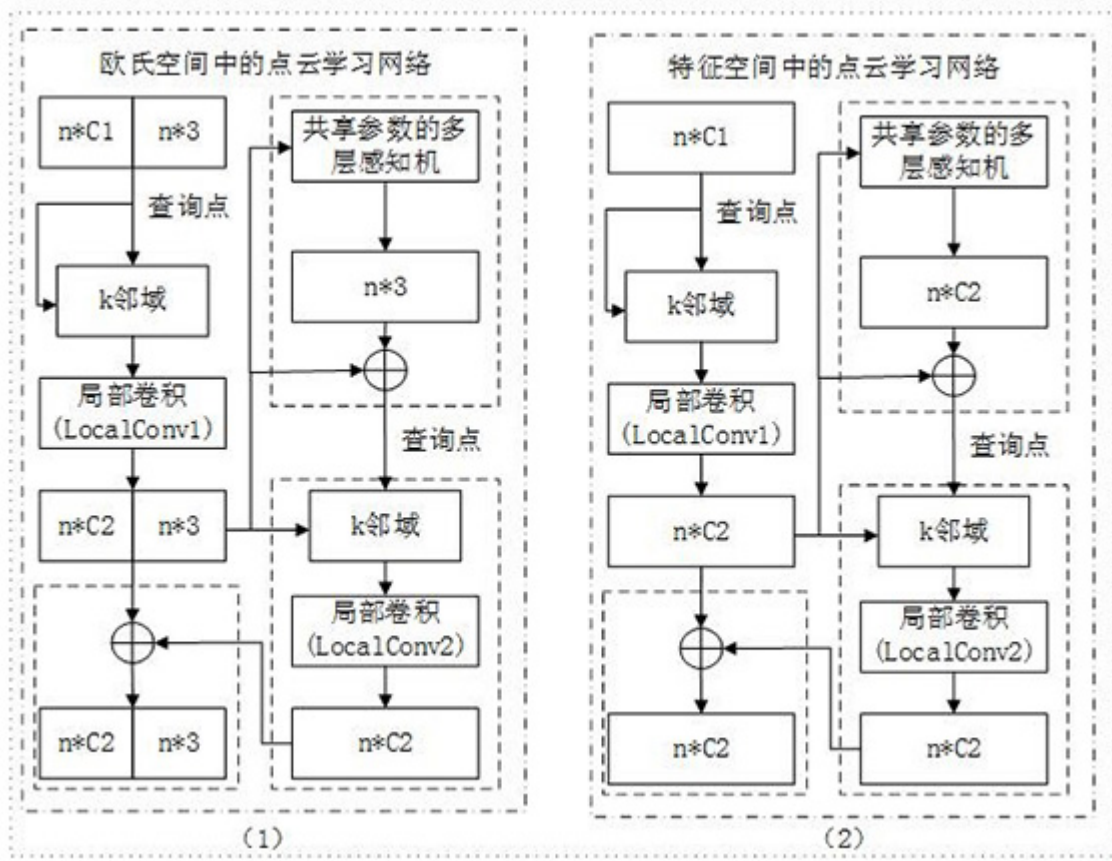 欧氏空间中的点云学习网络
n*C1
n*3
查询点
k邻域
局部卷积
(LocalConv1)
n*C2
n*3
n*C2
n*3
共享参数的多
层感知机
n*3
查询点
k邻域
局部卷积
(LocalConv2)
n*C2
(1)
特征空间中的点云学习网络
n*C1
查询点
k邻域
局部卷积
(LocalConv1)
n*C2
n*C2
共享参数的多
层感知机
n*C2
查询点
k邻域
局部卷积
(LocalConv2)
n*C2
(2)